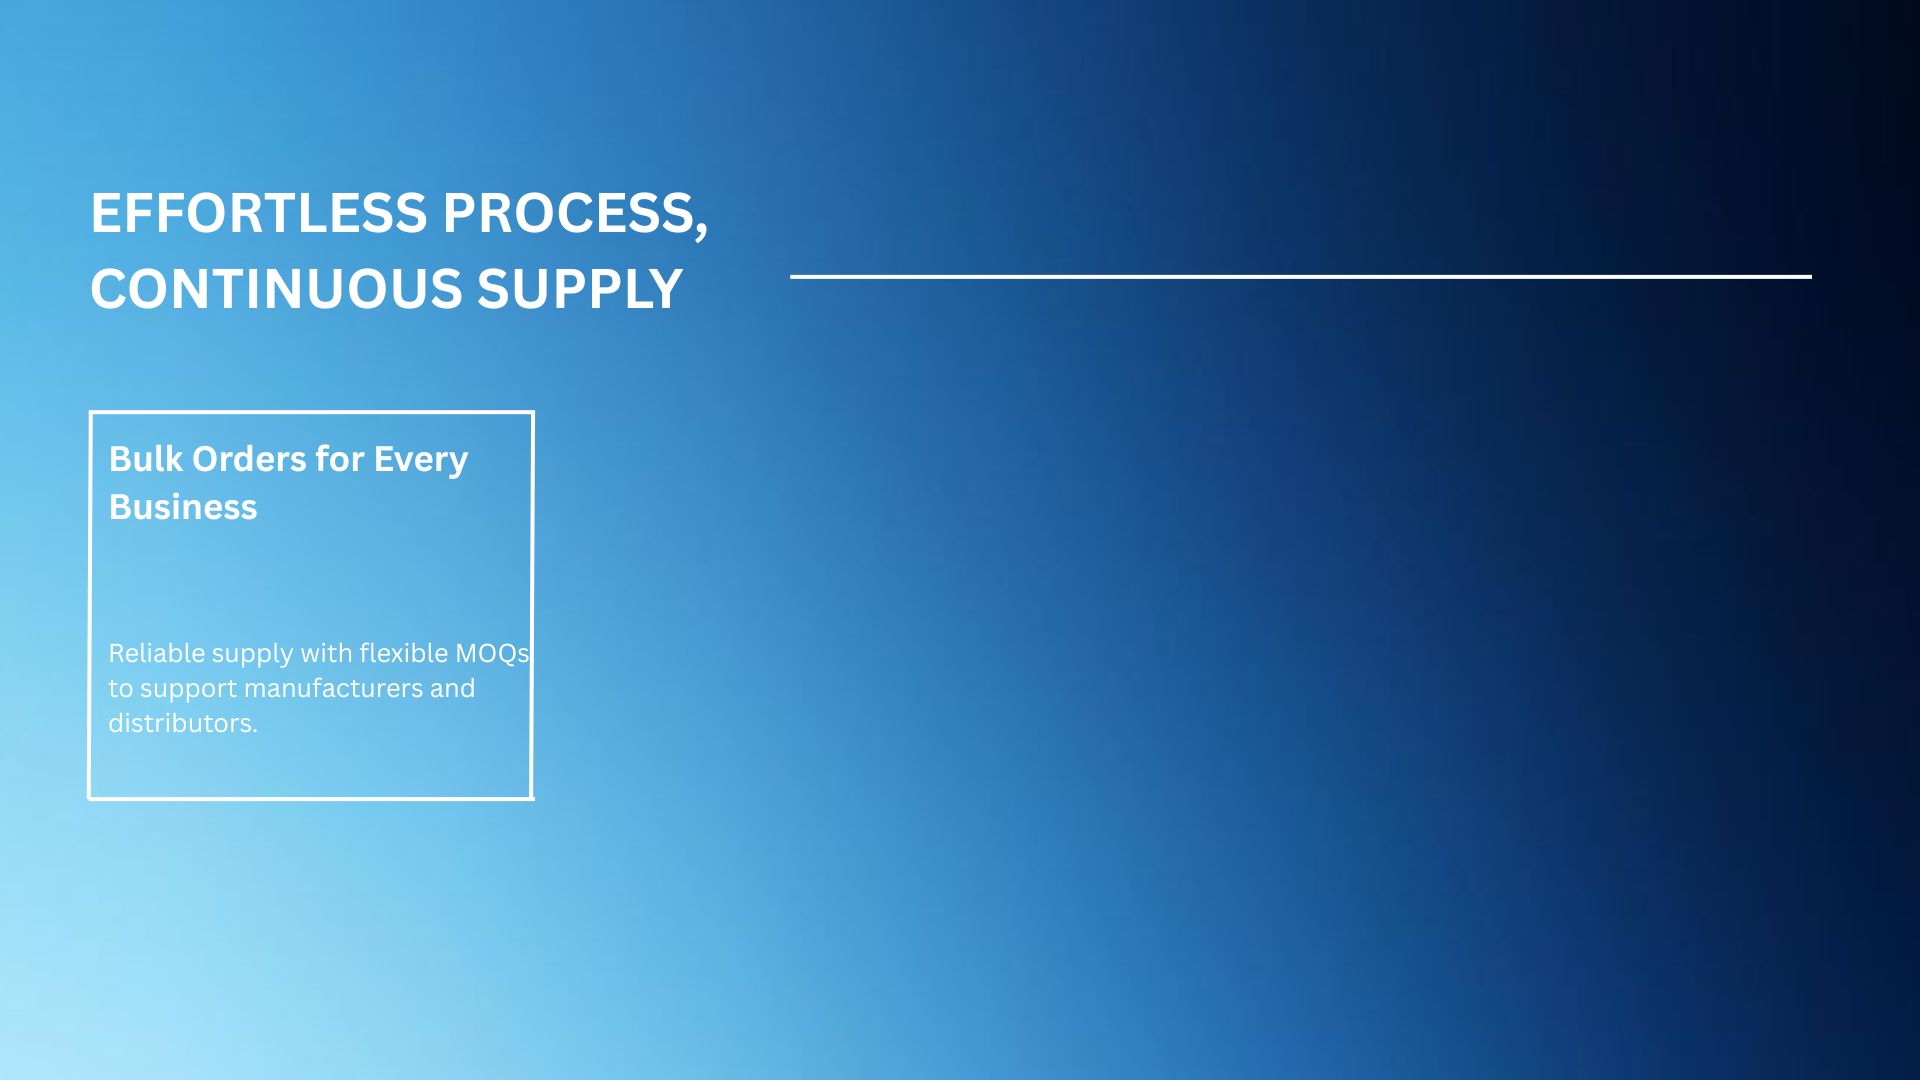 EFFORTLESS PROCESS,
CONTINUOUS SUPPLY
Bulk Orders for Every
Business
Reliable supply with flexible MOQs
to support manufacturers and
distributors.